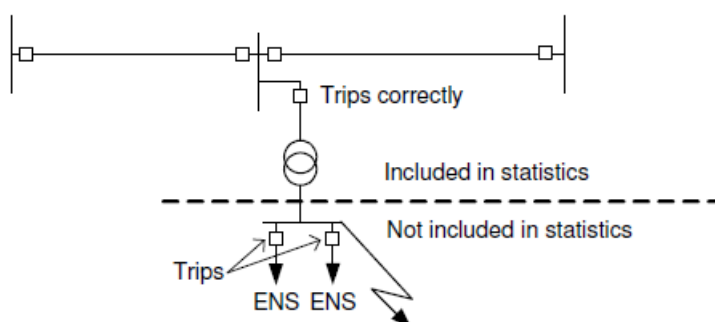 Trips correctly
Included in statistics
Not included in statistics
Trips
ENS ENS